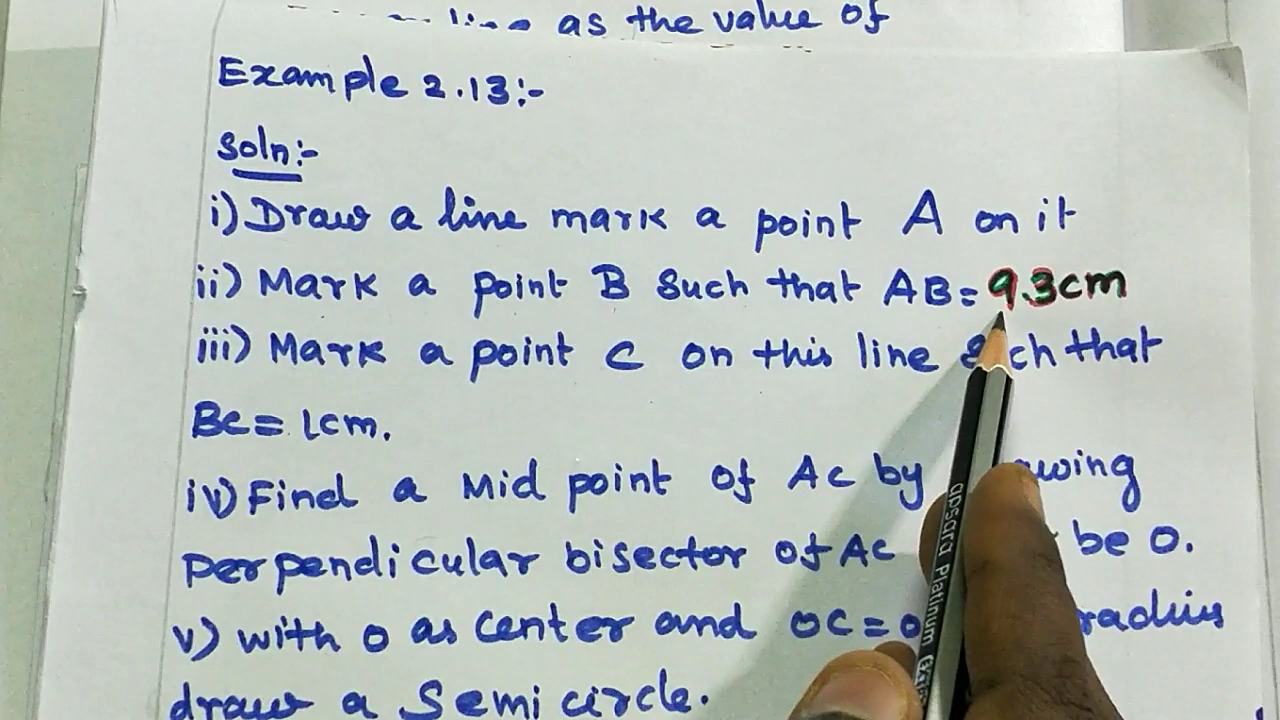 line as the value of
Example 2.13:-
Soln:-
i) Draw a line mark a point A on it
ii) Mark a point B Such that AB = 9.3cm
iii) Mark a point C on this line such that
BC = 1cm.
iv) Find a Mid point of AC by
perpendicular bisector of AC be O.
v) with O as center and OC = radius
draw a Semi circle.
apsara Platinum